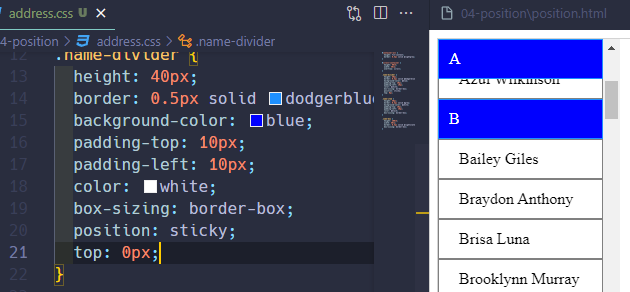 address.css U
04-position\position.html
04-position > address.css > .name-divider
12 .name-divider {
13 height: 40px;
14 border: 0.5px solid dodgerblue
15 background-color: blue;
16 padding-top: 10px;
17 padding-left: 10px;
18 color: white;
19 box-sizing: border-box;
20 position: sticky;
21 top: 0px;
22 }
A
Azul Wilkinson
B
Bailey Giles
Braydon Anthony
Brisa Luna
Brooklynn Murray